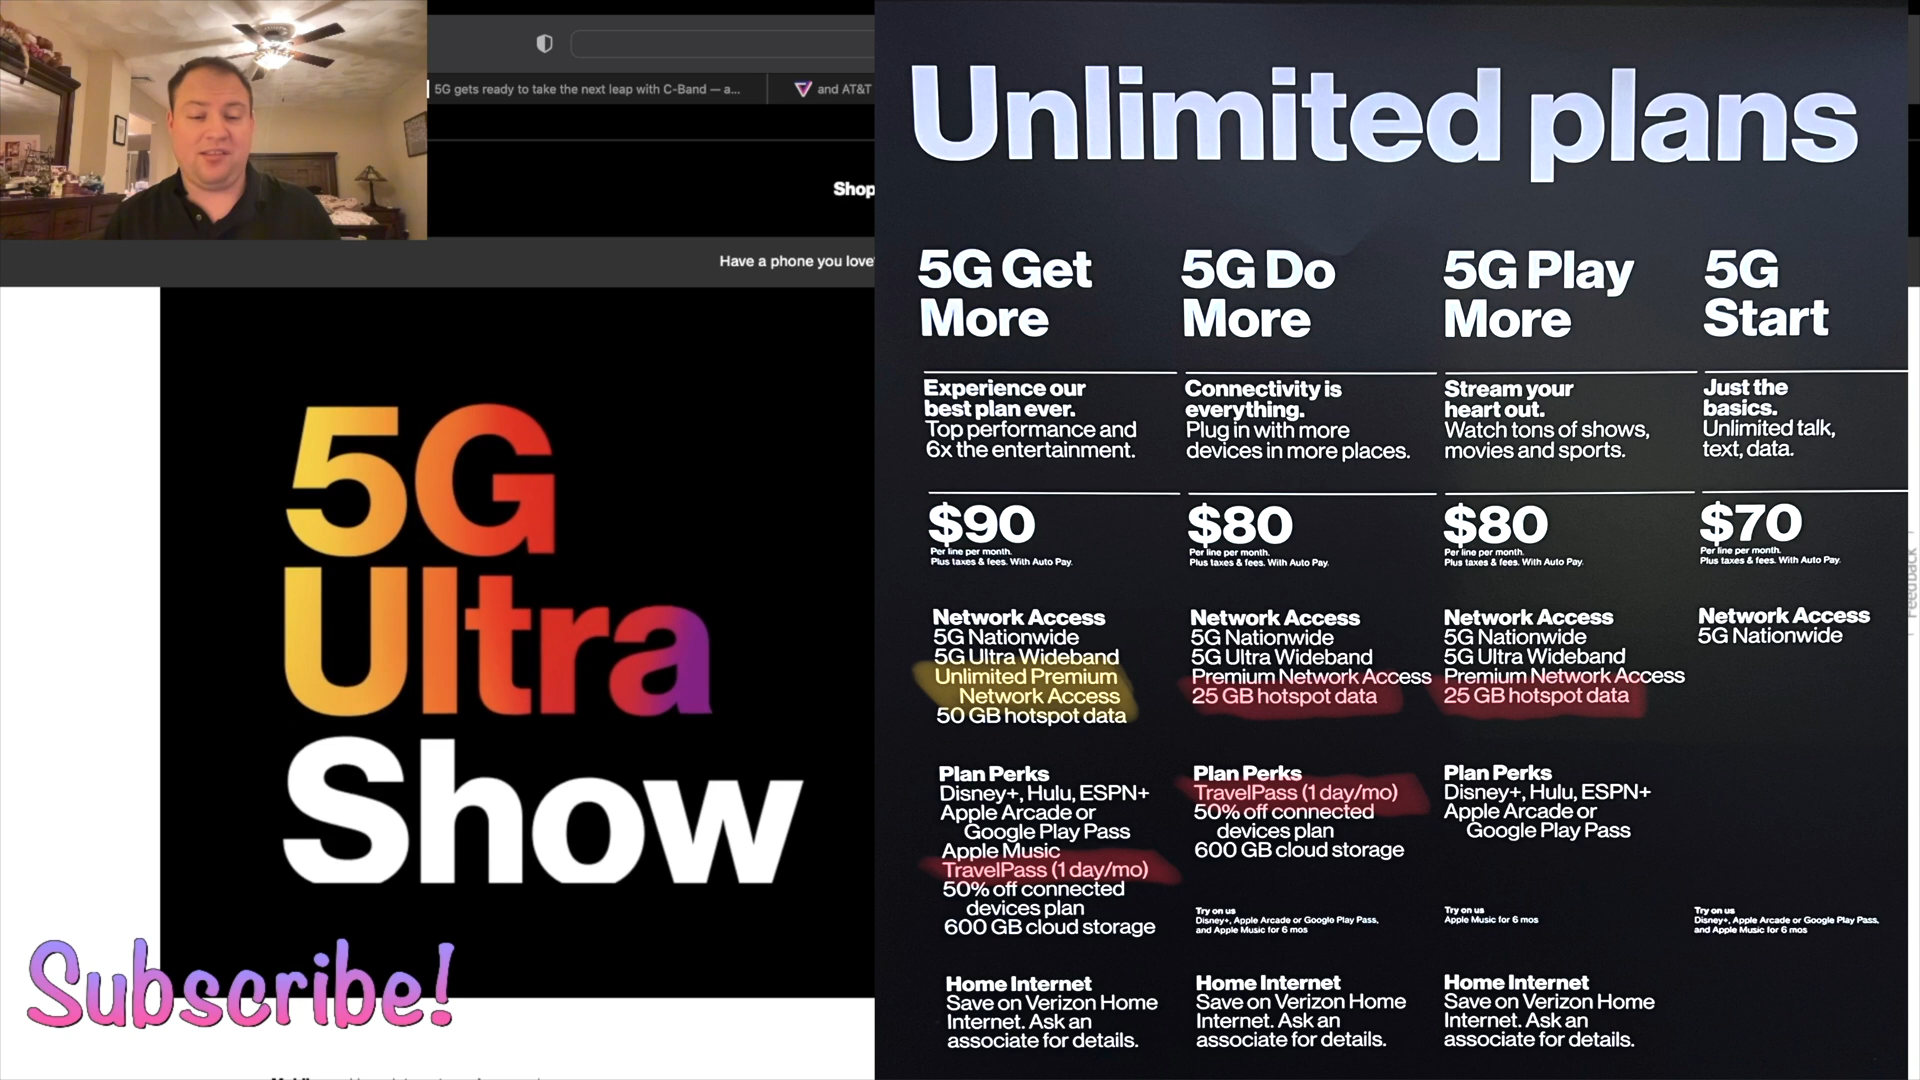 5G gets ready to take the next leap with C-Band — a...
and AT&T
Shop
Have a phone you love
5G
Ultra
Show
Subscribe!
Unlimited plans
5G Get
More
Experience our
best plan ever.
Top performance and
6x the entertainment.
$90
Per line per month.
Plus taxes & fees. With Auto Pay.
Network Access
5G Nationwide
5G Ultra Wideband
Unlimited Premium
Network Access
50 GB hotspot data
Plan Perks
Disney+, Hulu, ESPN+
Apple Arcade or
Google Play Pass
Apple Music
TravelPass (1 day/mo)
50% off connected
devices plan
600 GB cloud storage
Home Internet
Save on Verizon Home
Internet. Ask an
associate for details.
5G Do
More
Connectivity is
everything.
Plug in with more
devices in more places.
$80
Per line per month.
Plus taxes & fees. With Auto Pay.
Network Access
5G Nationwide
5G Ultra Wideband
Premium Network Access
25 GB hotspot data
Plan Perks
TravelPass (1 day/mo)
50% off connected
devices plan
600 GB cloud storage
Try on us
Disney+, Apple Arcade or Google Play Pass,
and Apple Music for 6 mos
Home Internet
Save on Verizon Home
Internet. Ask an
associate for details.
5G Play
More
Stream your
heart out.
Watch tons of shows,
movies and sports.
$80
Per line per month.
Plus taxes & fees. With Auto Pay.
Network Access
5G Nationwide
5G Ultra Wideband
Premium Network Access
25 GB hotspot data
Plan Perks
Disney+, Hulu, ESPN+
Apple Arcade or
Google Play Pass
Try on us
Apple Music for 6 mos
Home Internet
Save on Verizon Home
Internet. Ask an
associate for details.
5G
Start
Just the
basics.
Unlimited talk,
text, data.
$70
Per line per month.
Plus taxes & fees. With Auto Pay.
Network Access
5G Nationwide
Try on us
Disney+, Apple Arcade or Google Play Pass,
and Apple Music for 6 mos
Feedback